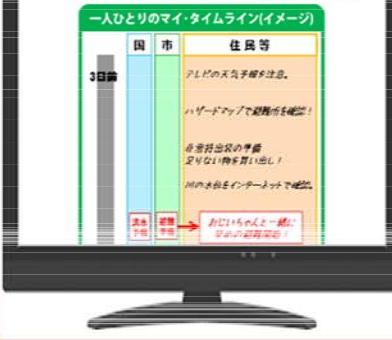 一人ひとりのマイ・タイムライン(イメージ)
国 市 住民等
3日前
テレビの天気予報を注意。
ハザードマップで避難所を確認！
非常持出袋の準備
足りない物を買い出し！
川の水位をインターネットで確認。
おじいちゃんと一緒に
早めの避難開始！